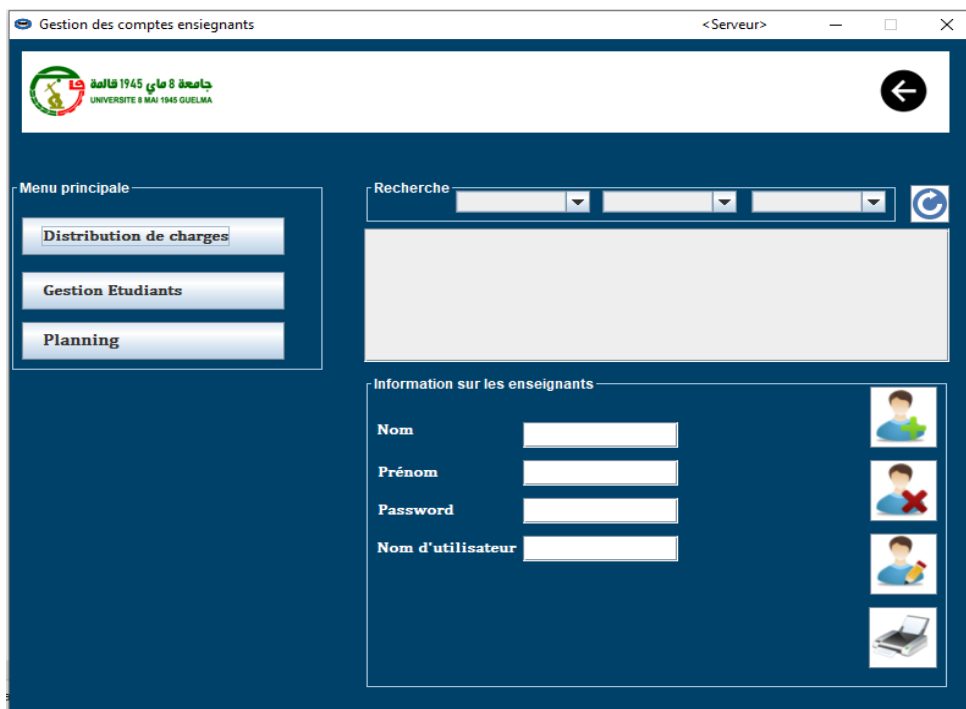 Gestion des comptes ensiegnants
<Serveur>
جامعة 8 ماي 1945 قالمة
UNIVERSITE 8 MAI 1945 GUELMA
Menu principale
Distribution de charges
Gestion Etudiants
Planning
Recherche
Information sur les enseignants
Nom
Prénom
Password
Nom d'utilisateur